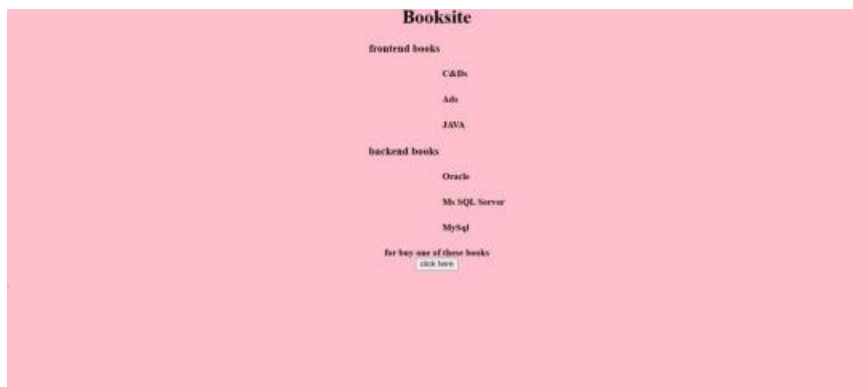 Booksite
frontend books
C&Ds
Ads
JAVA
backend books
Oracle
Ms SQL Server
MySql
for buy one of these books
click here